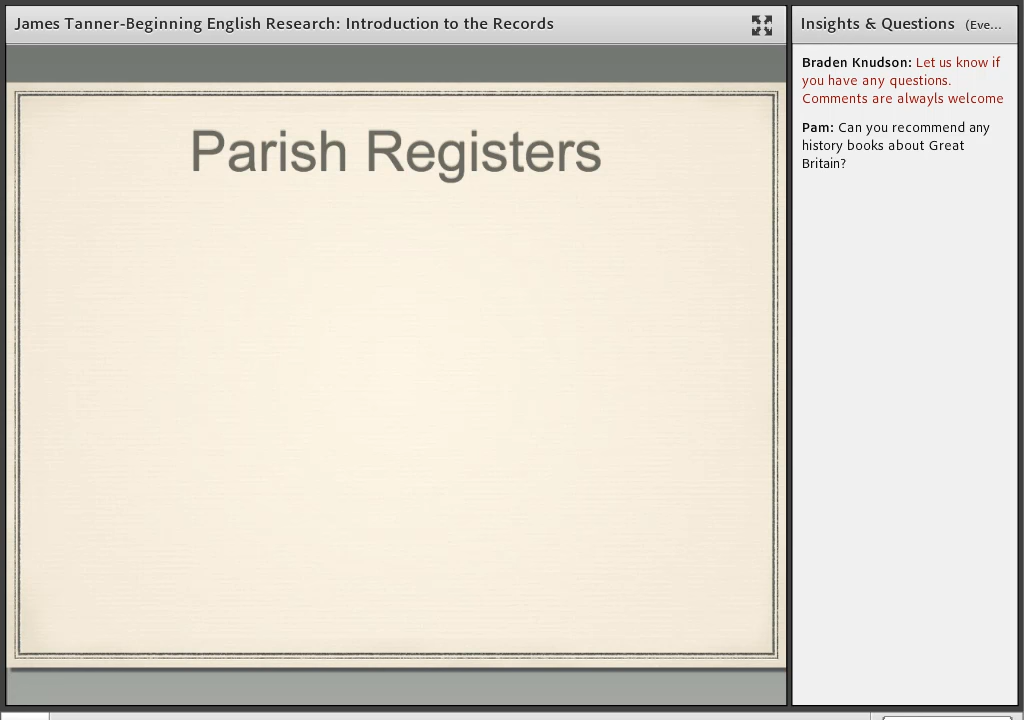 James Tanner-Beginning English Research: Introduction to the Records
Parish Registers
Insights & Questions (Eve...
Braden Knudson: Let us know if
you have any questions.
Comments are alwayls welcome
Pam: Can you recommend any
history books about Great
Britain?